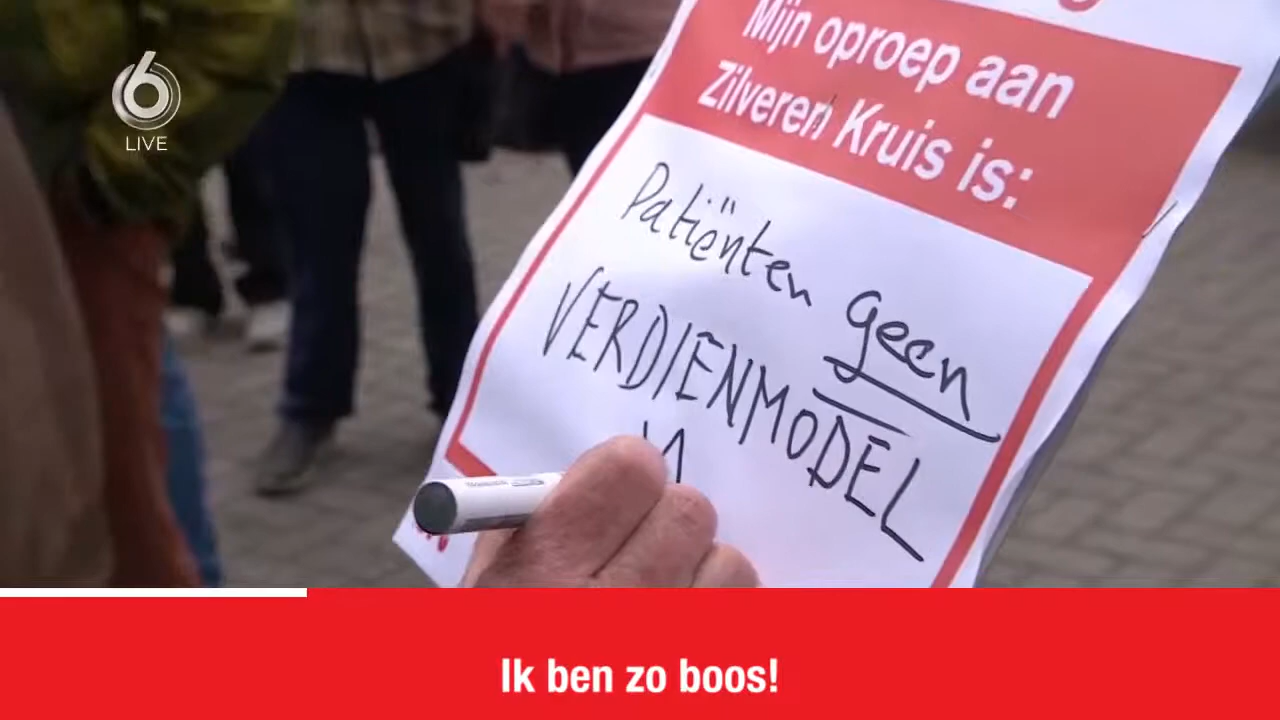 6
LIVE
Mijn oproep aan
Zilveren Kruis is:
Patiënten geen
VERDIENMODEL
Ik ben zo boos!